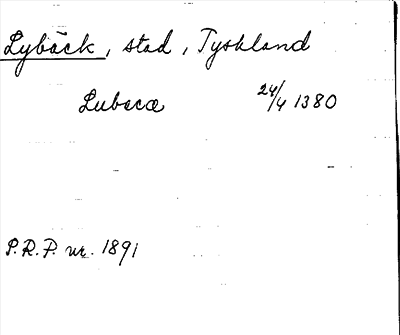 Lybäck, stad, Tyskland
Lubecæ 24/4 1380
P.R.P. nr. 1891